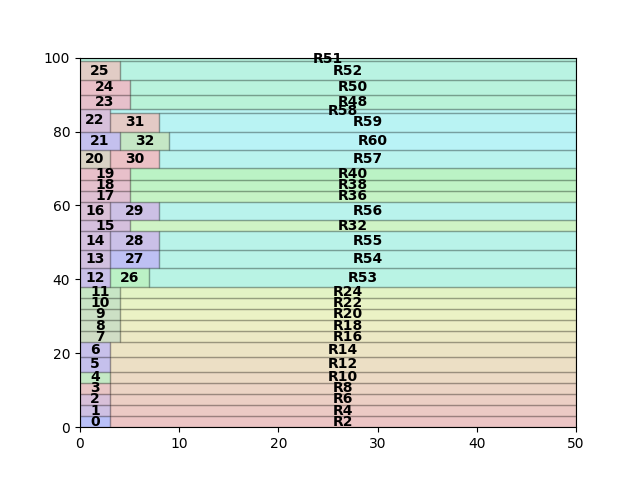 100
R51
25 R52
24 R50
23 R48
R58
22 31 R59
80
21 32 R60
20 30 R57
19 R40
18 R38
17 R36
60
16 29 R56
15 R32
14 28 R55
13 27 R54
40
12 26 R53
11 R24
10 R22
9 R20
8 R18
7 R16
20
6 R14
5 R12
4 R10
3 R8
2 R6
1 R4
0 R2
0
0 10 20 30 40 50